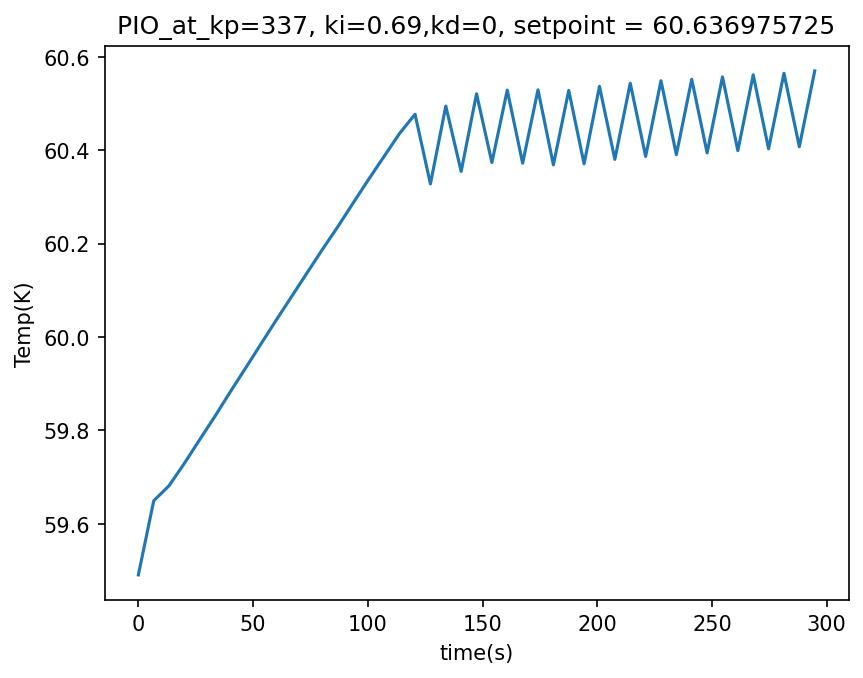 PIO_at_kp=337, ki=0.69,kd=0, setpoint = 60.636975725
60.6
60.4
60.2
60.0
59.8
59.6
Temp(K)
0 50 100 150 200 250 300
time(s)